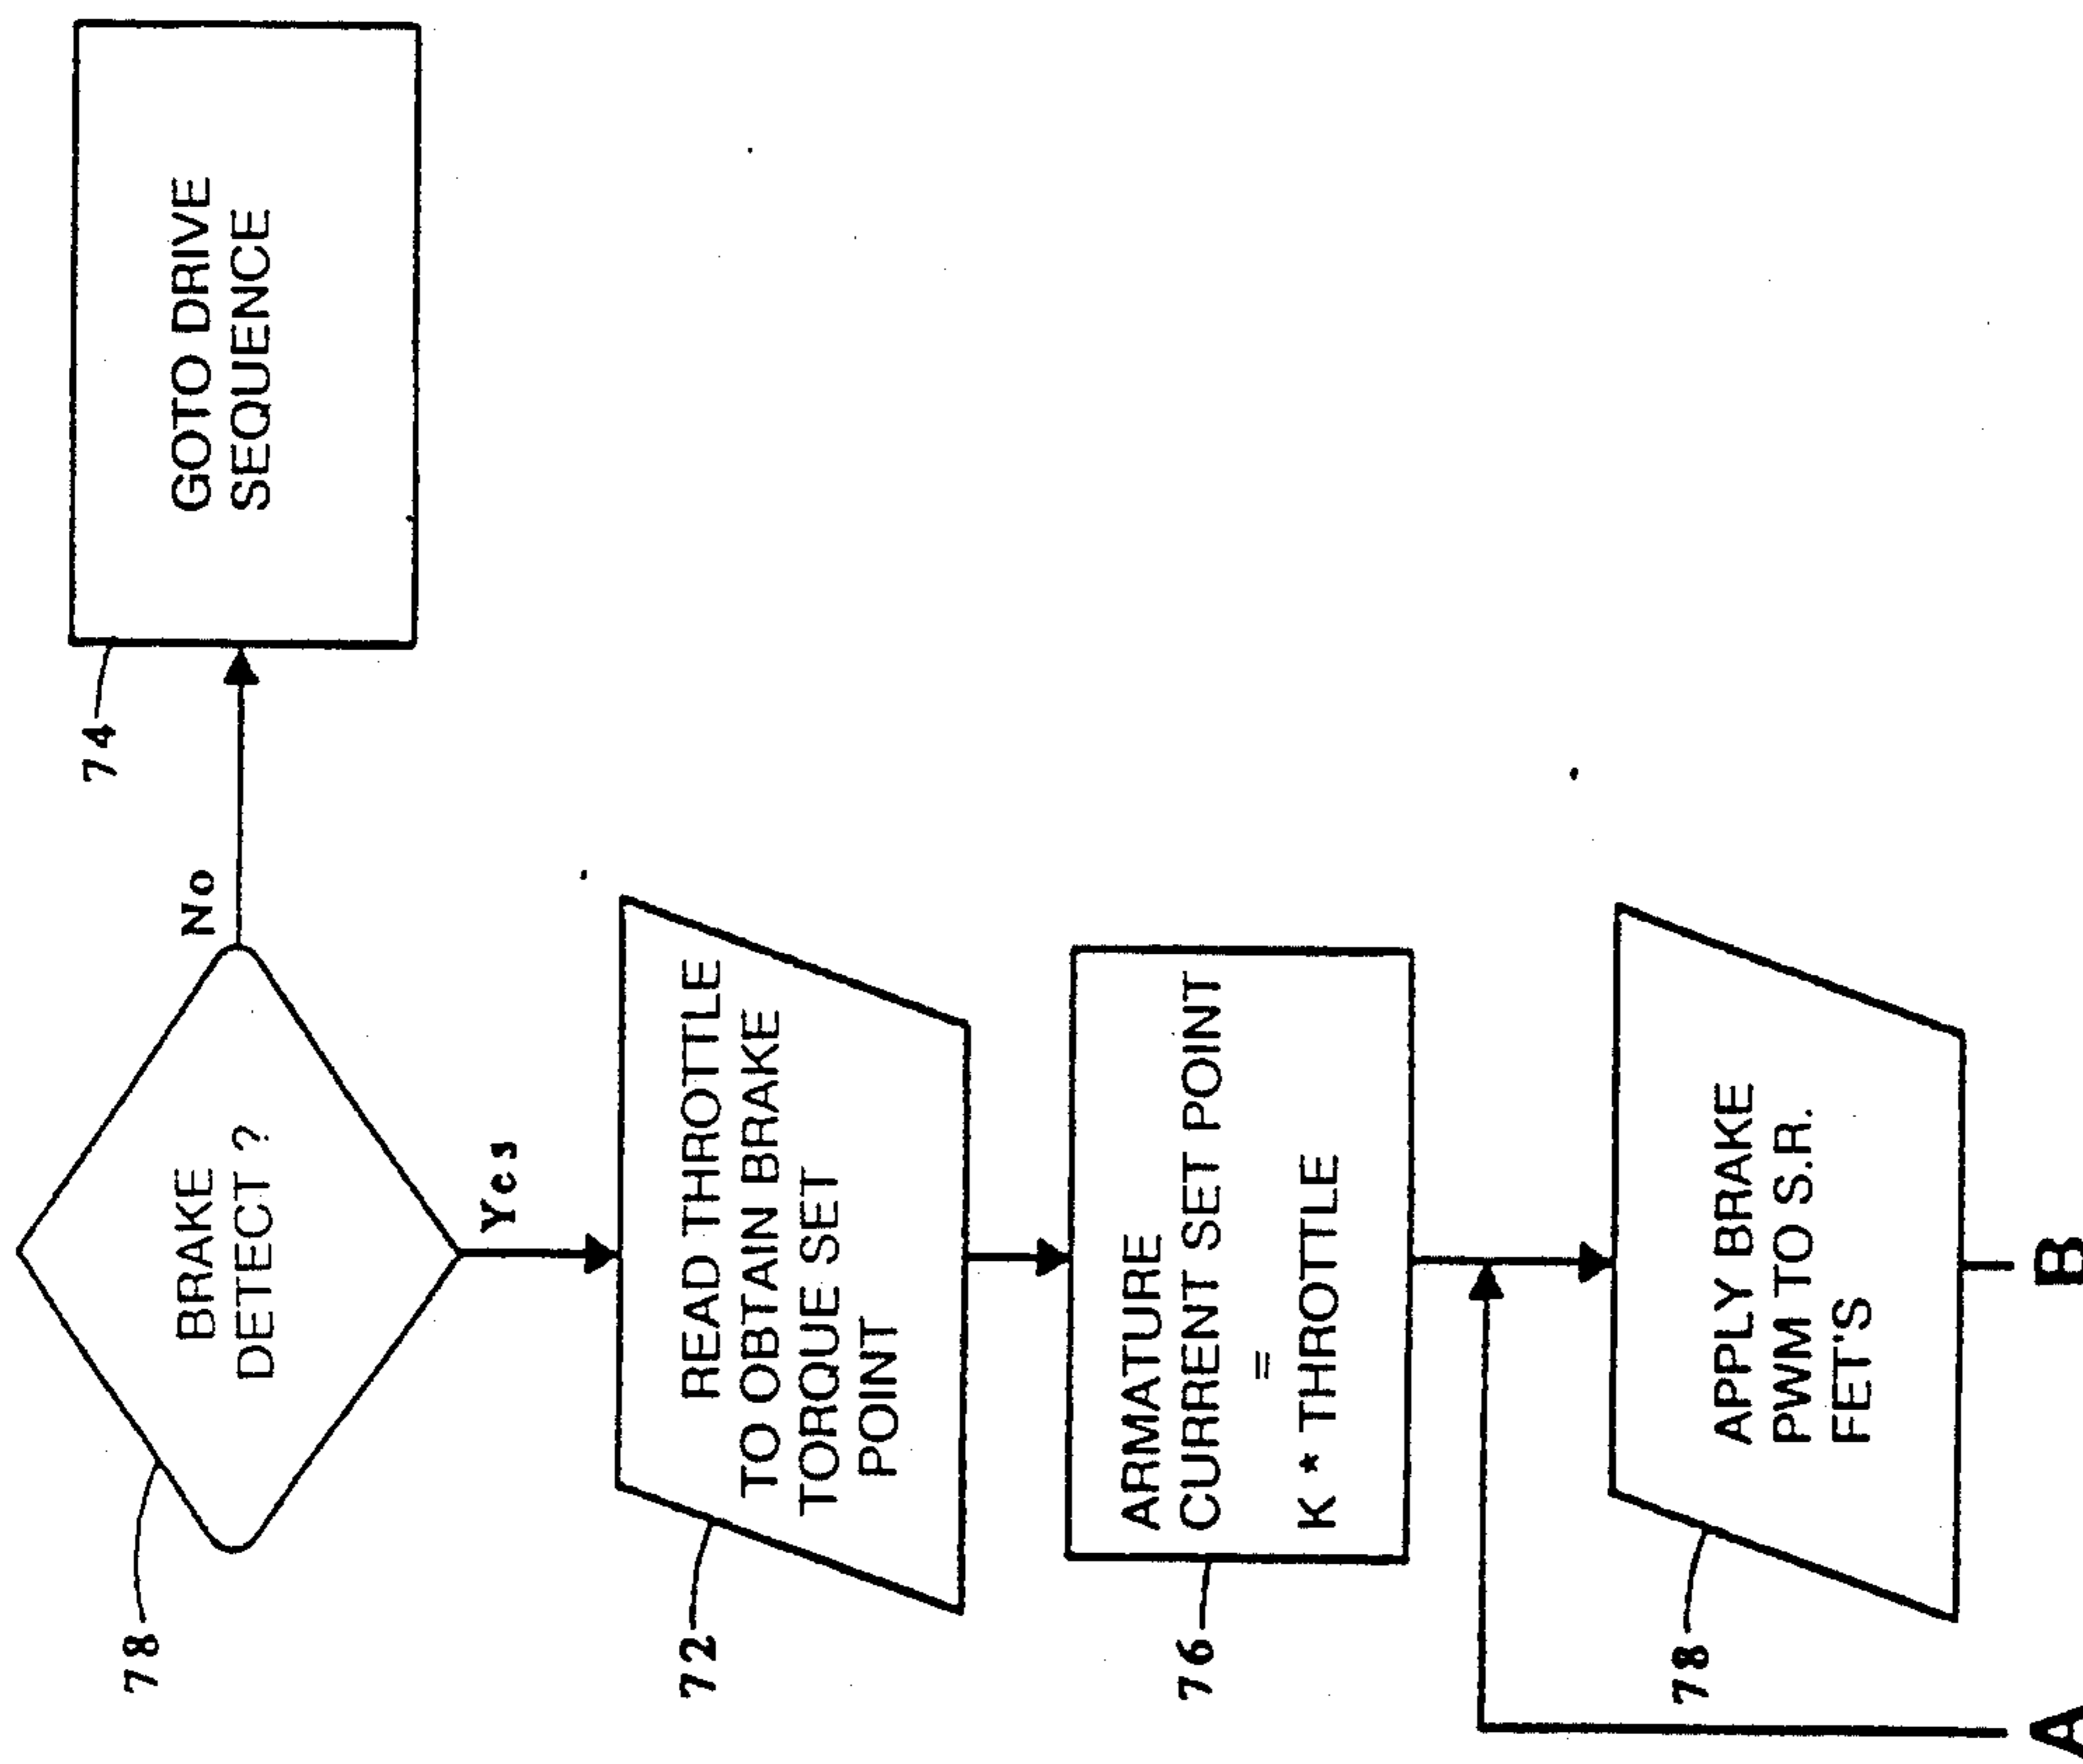 78
BRAKE
DETECT ?
No
74
GOTO DRIVE
SEQUENCE
Yes
72
READ THROTTLE
TO OBTAIN BRAKE
TORQUE SET
POINT
76
ARMATURE
CURRENT SET POINT
=
K * THROTTLE
78
APPLY BRAKE
PWM TO S.R.
FET'S
A
B